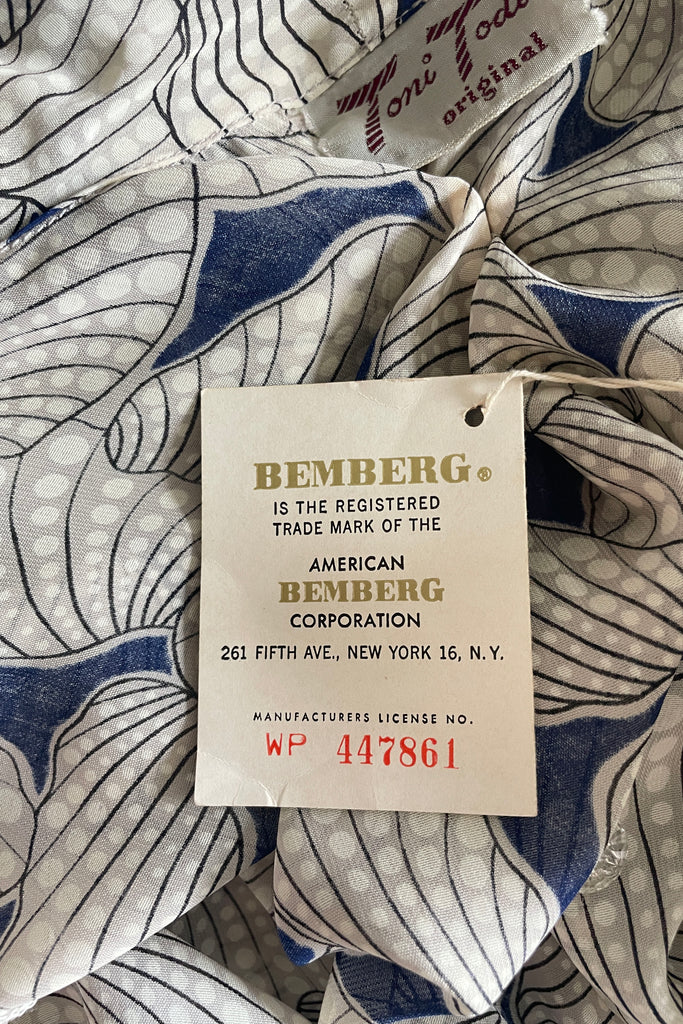 Toni
original
BEMBERG®
IS THE REGISTERED
TRADE MARK OF THE
AMERICAN
BEMBERG
CORPORATION
261 FIFTH AVE., NEW YORK 16, N.Y.
MANUFACTURERS LICENSE NO.
WP 447861